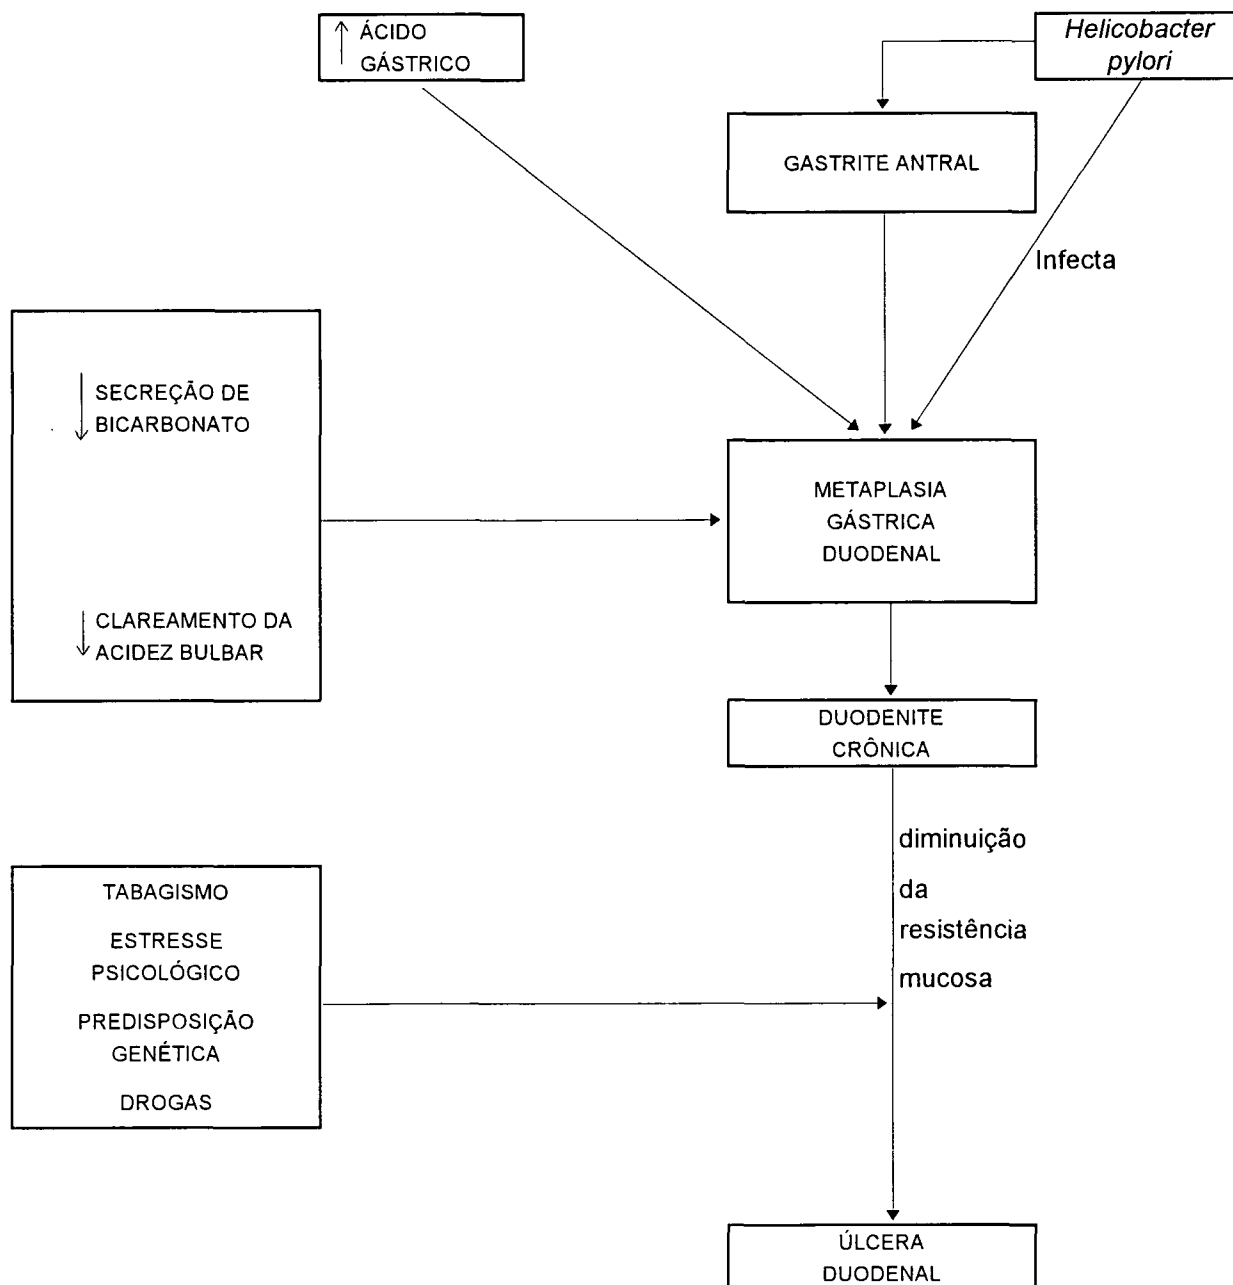 ↑ ÁCIDO
GÁSTRICO
Helicobacter
pylori
GASTRITE ANTRAL
Infecta
↓ SECREÇÃO DE
BICARBONATO
↓ CLAREAMENTO DA
ACIDEZ BULBAR
METAPLASIA
GÁSTRICA
DUODENAL
DUODENITE
CRÔNICA
diminuição
da
resistência
mucosa
TABAGISMO
ESTRESSE
PSICOLÓGICO
PREDISPOSIÇÃO
GENÉTICA
DROGAS
ÚLCERA
DUODENAL